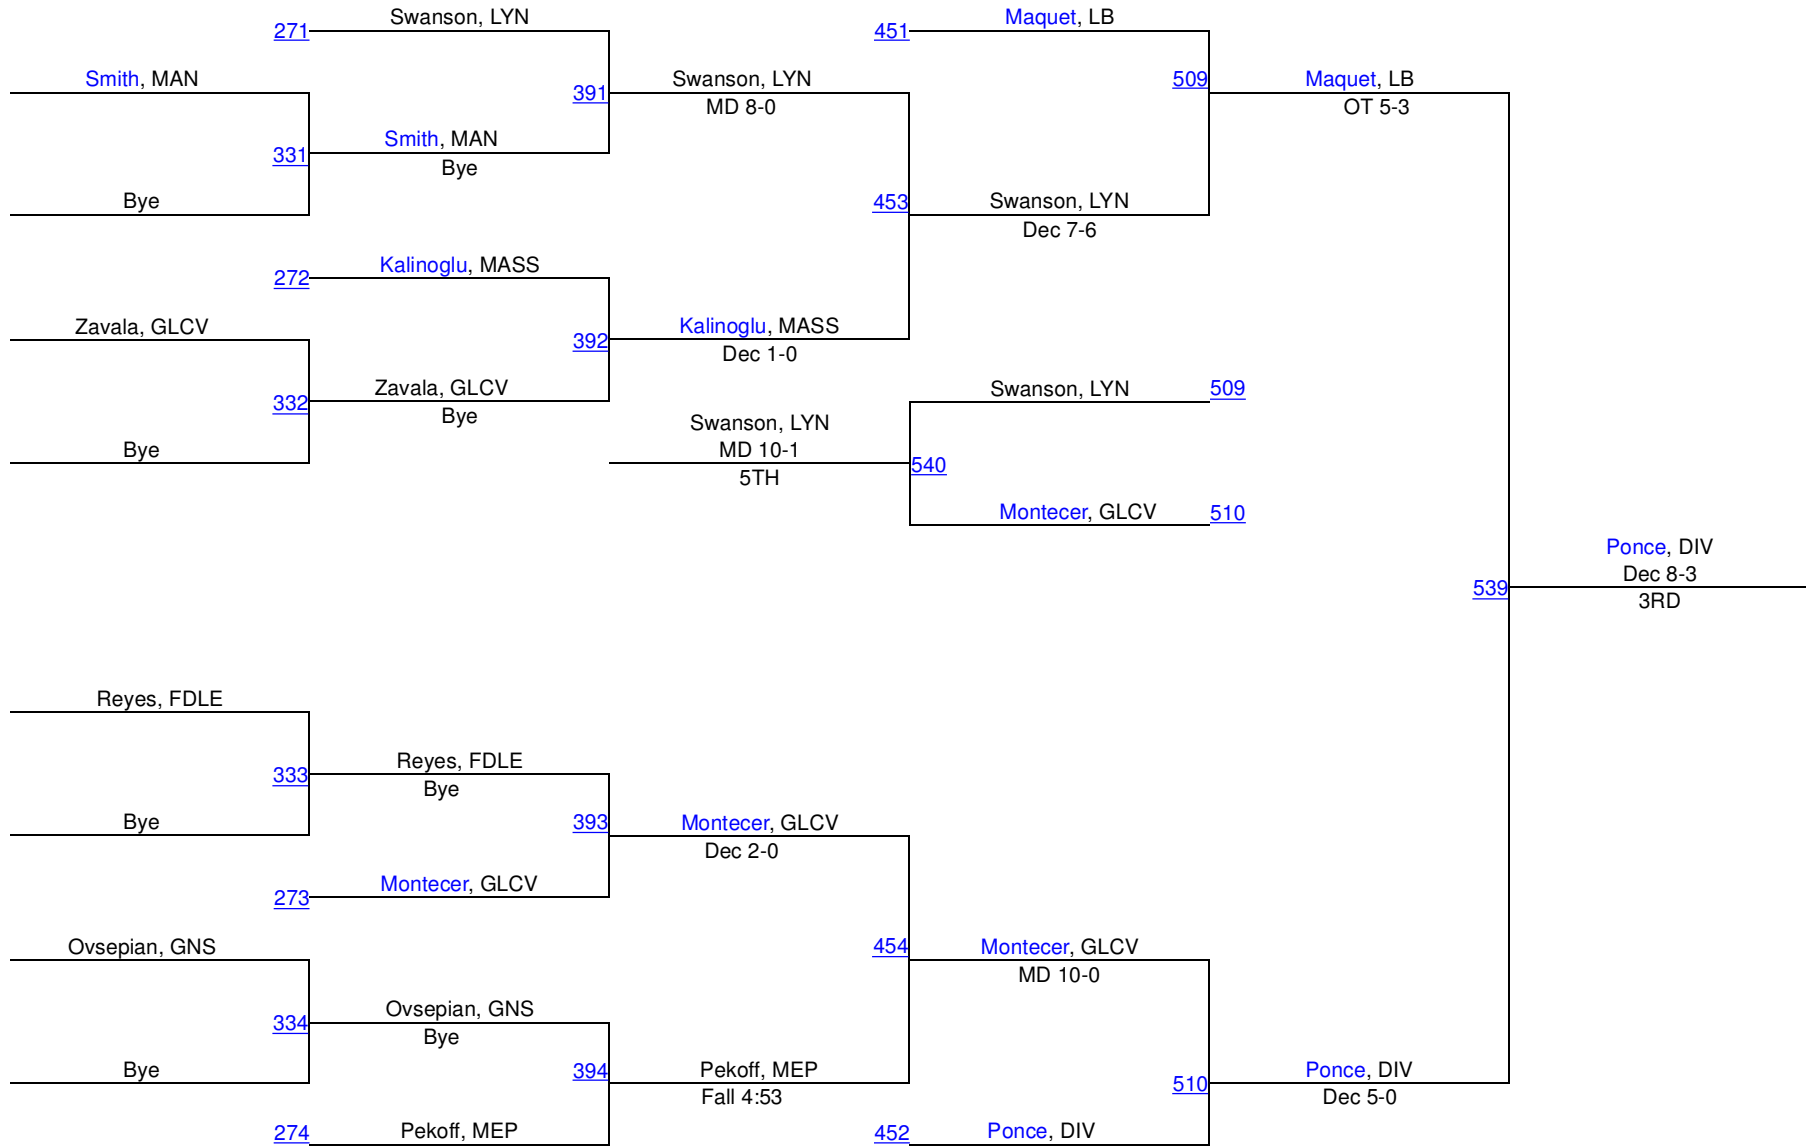 Swanson, LYN
271
Maquet, LB
451
Smith, MAN
391
Swanson, LYN
MD 8-0
509
Maquet, LB
OT 5-3
331
Smith, MAN
Bye
Bye
453
Swanson, LYN
Dec 7-6
272
Kalinoglu, MASS
Zavala, GLCV
392
Kalinoglu, MASS
Dec 1-0
332
Zavala, GLCV
Bye
Swanson, LYN
509
Bye
Swanson, LYN
MD 10-1
5TH
540
Montecer, GLCV
510
539
Ponce, DIV
Dec 8-3
3RD
Reyes, FDLE
333
Reyes, FDLE
Bye
Bye
393
Montecer, GLCV
Dec 2-0
273
Montecer, GLCV
Ovsepian, GNS
454
Montecer, GLCV
MD 10-0
334
Ovsepian, GNS
Bye
Bye
394
Pekoff, MEP
Fall 4:53
510
Ponce, DIV
Dec 5-0
274
Pekoff, MEP
452
Ponce, DIV